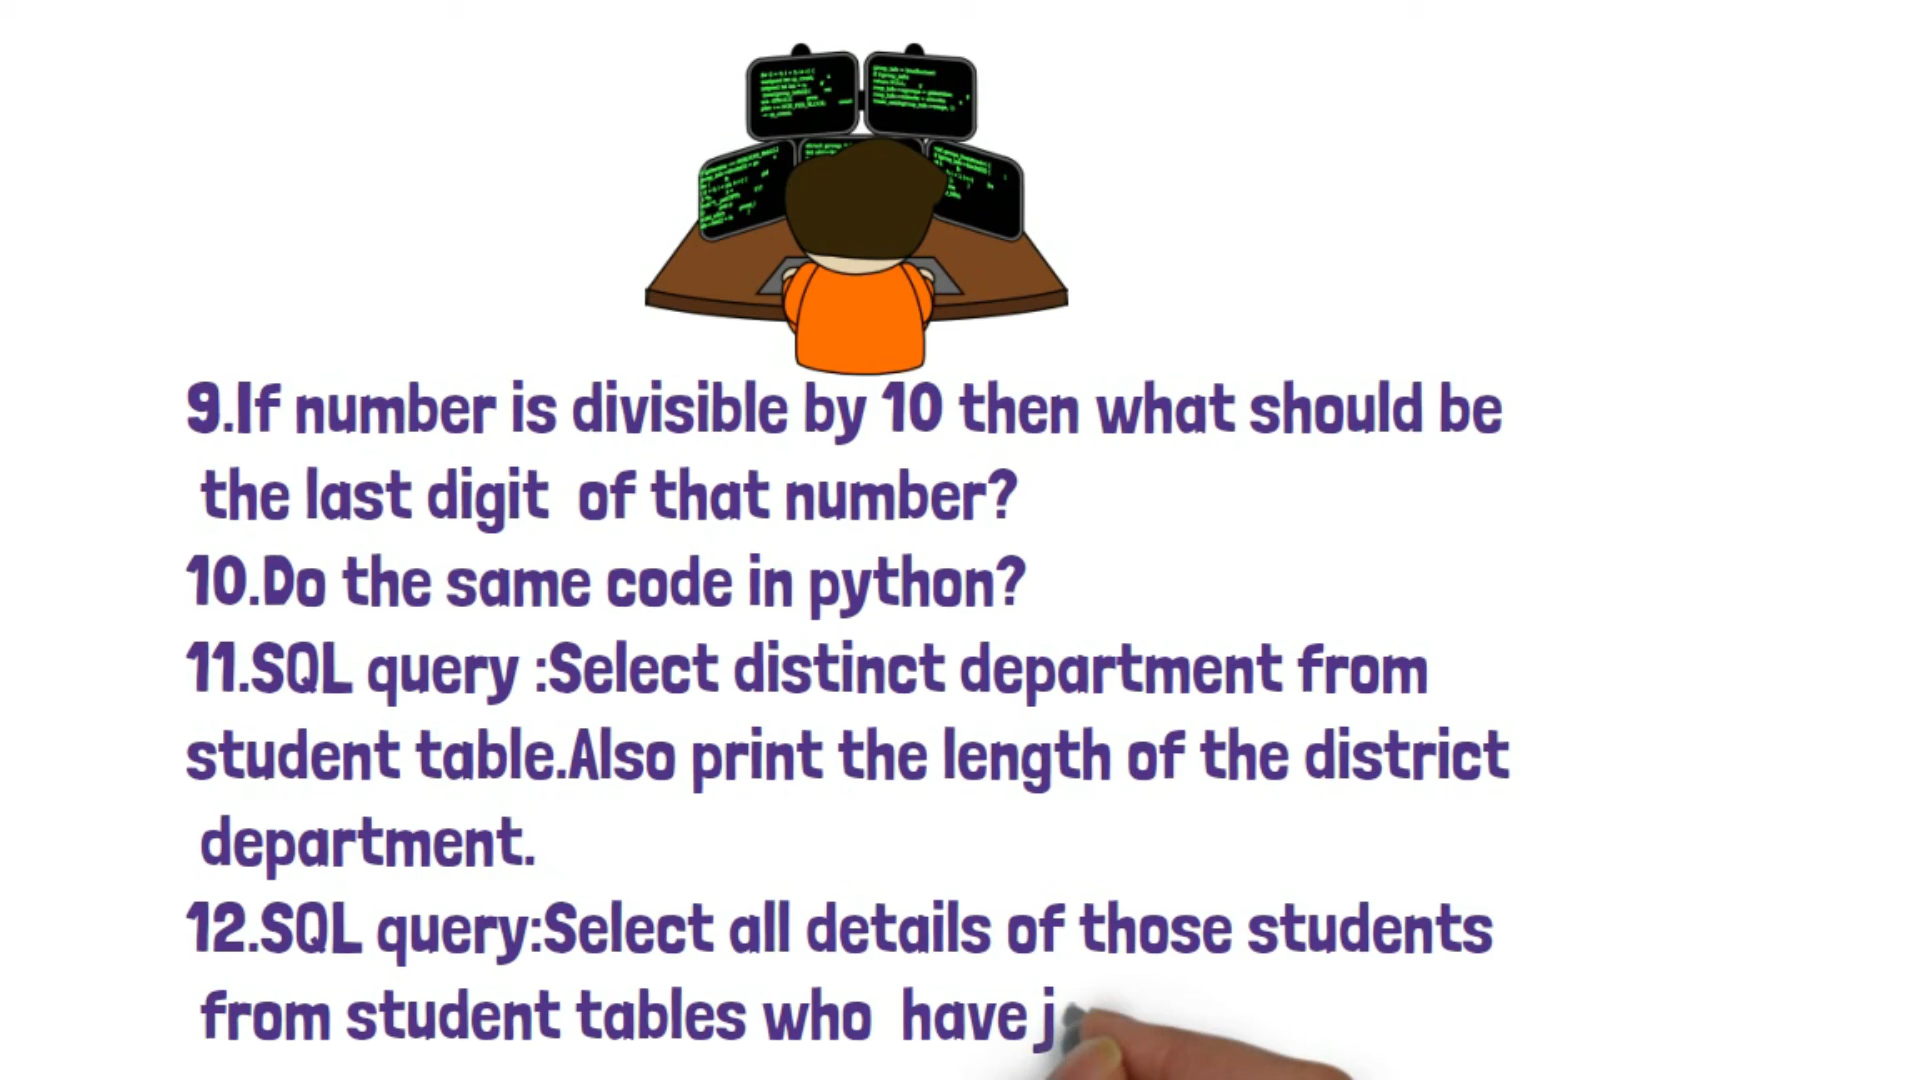 9.If number is divisible by 10 then what should be
the last digit of that number?
10.Do the same code in python?
11.SQL query :Select distinct department from
student table.Also print the length of the district
department.
12.SQL query:Select all details of those students
from student tables who have j